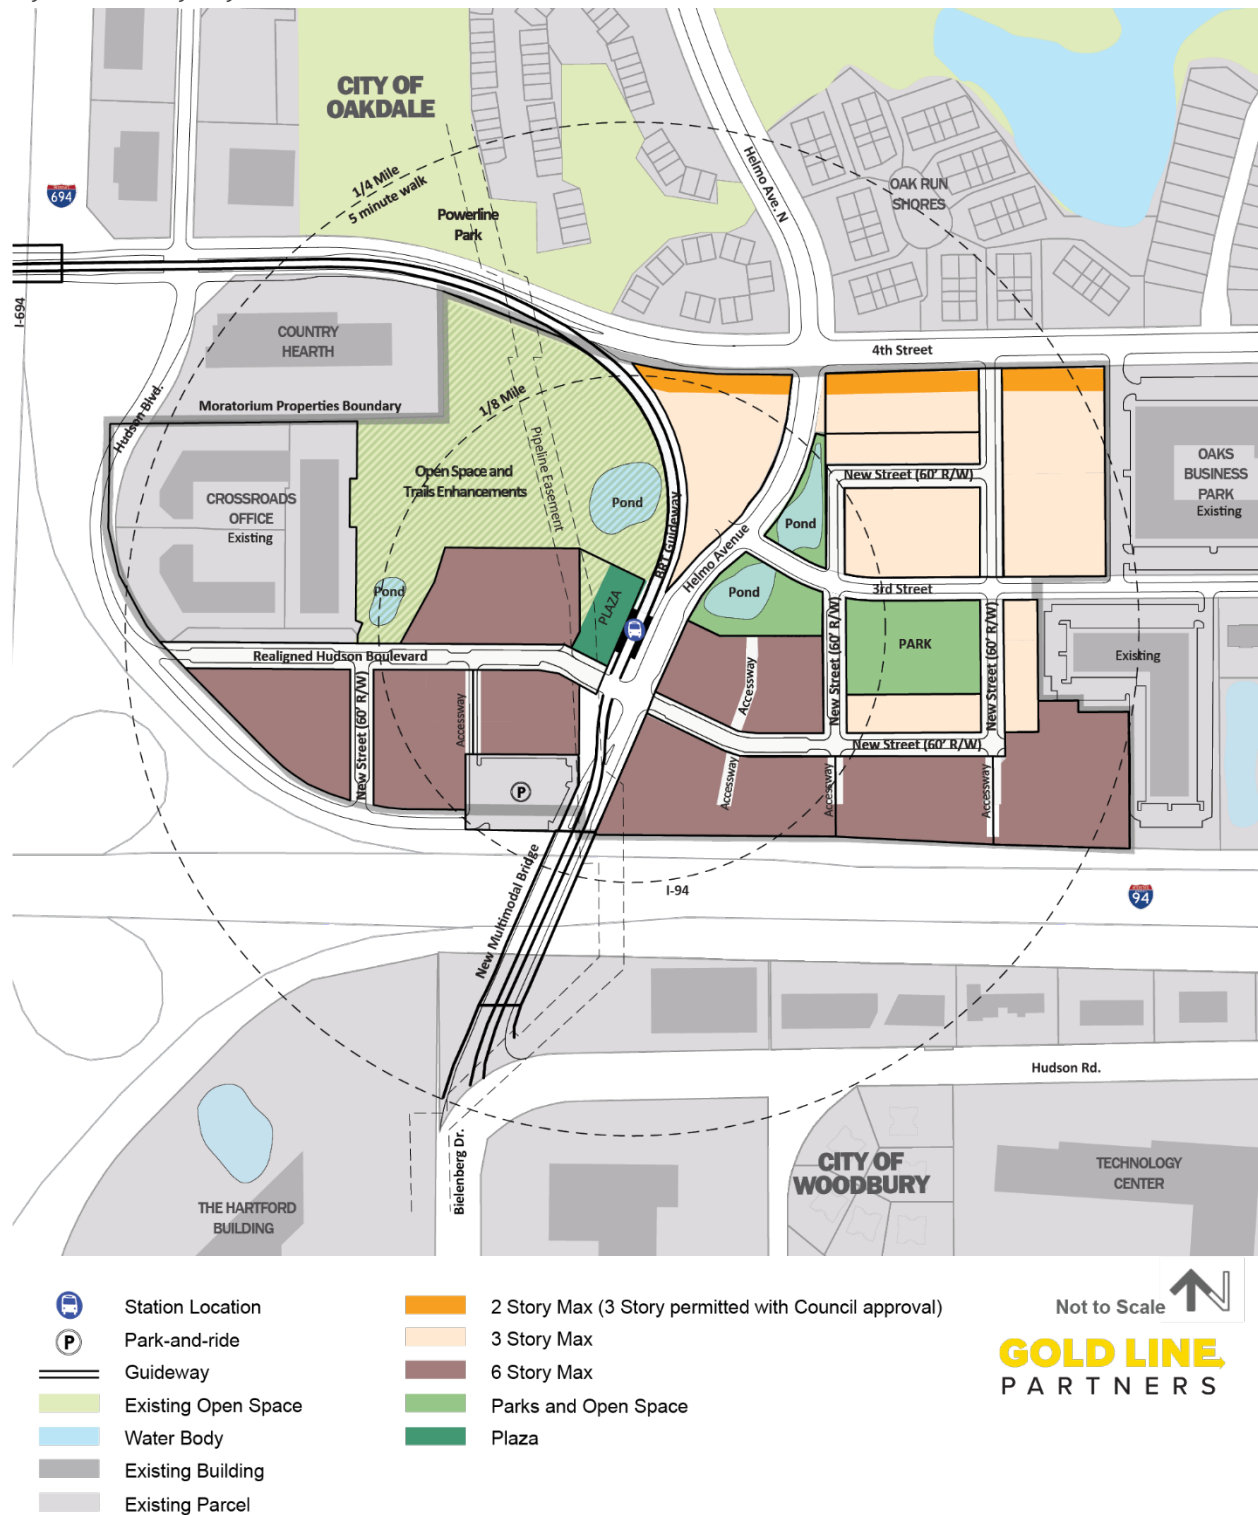 CITY OF
OAKDALE
694
1/4 Mile
5 minute walk
Powerline
Park
Helmo Ave. N
OAK RUN
SHORES
I-694
COUNTRY
HEARTH
4th Street
Hudson Blvd.
Moratorium Properties Boundary
1/8 Mile
Pipeline Easement
Open Space and
Trails Enhancements
Pond
BRT Guideway
Helmo Avenue
New Street (60' R/W)
OAKS
BUSINESS
PARK
Existing
CROSSROADS
OFFICE
Existing
Pond
Pond
Pond
PLAZA
3rd Street
PARK
New Street (60' R/W)
New Street (60' R/W)
Existing
Realigned Hudson Boulevard
New Street (60' R/W)
Accessway
Accessway
New Street (60' R/W)
Accessway
Accessway
Accessway
P
New Multimodal Bridge
I-94
94
Hudson Rd.
Bielenberg Dr.
THE HARTFORD
BUILDING
CITY OF
WOODBURY
TECHNOLOGY
CENTER
Station Location
P
Park-and-ride
Guideway
Existing Open Space
Water Body
Existing Building
Existing Parcel
2 Story Max (3 Story permitted with Council approval)
3 Story Max
6 Story Max
Parks and Open Space
Plaza
Not to Scale
N
GOLD LINE
PARTNERS